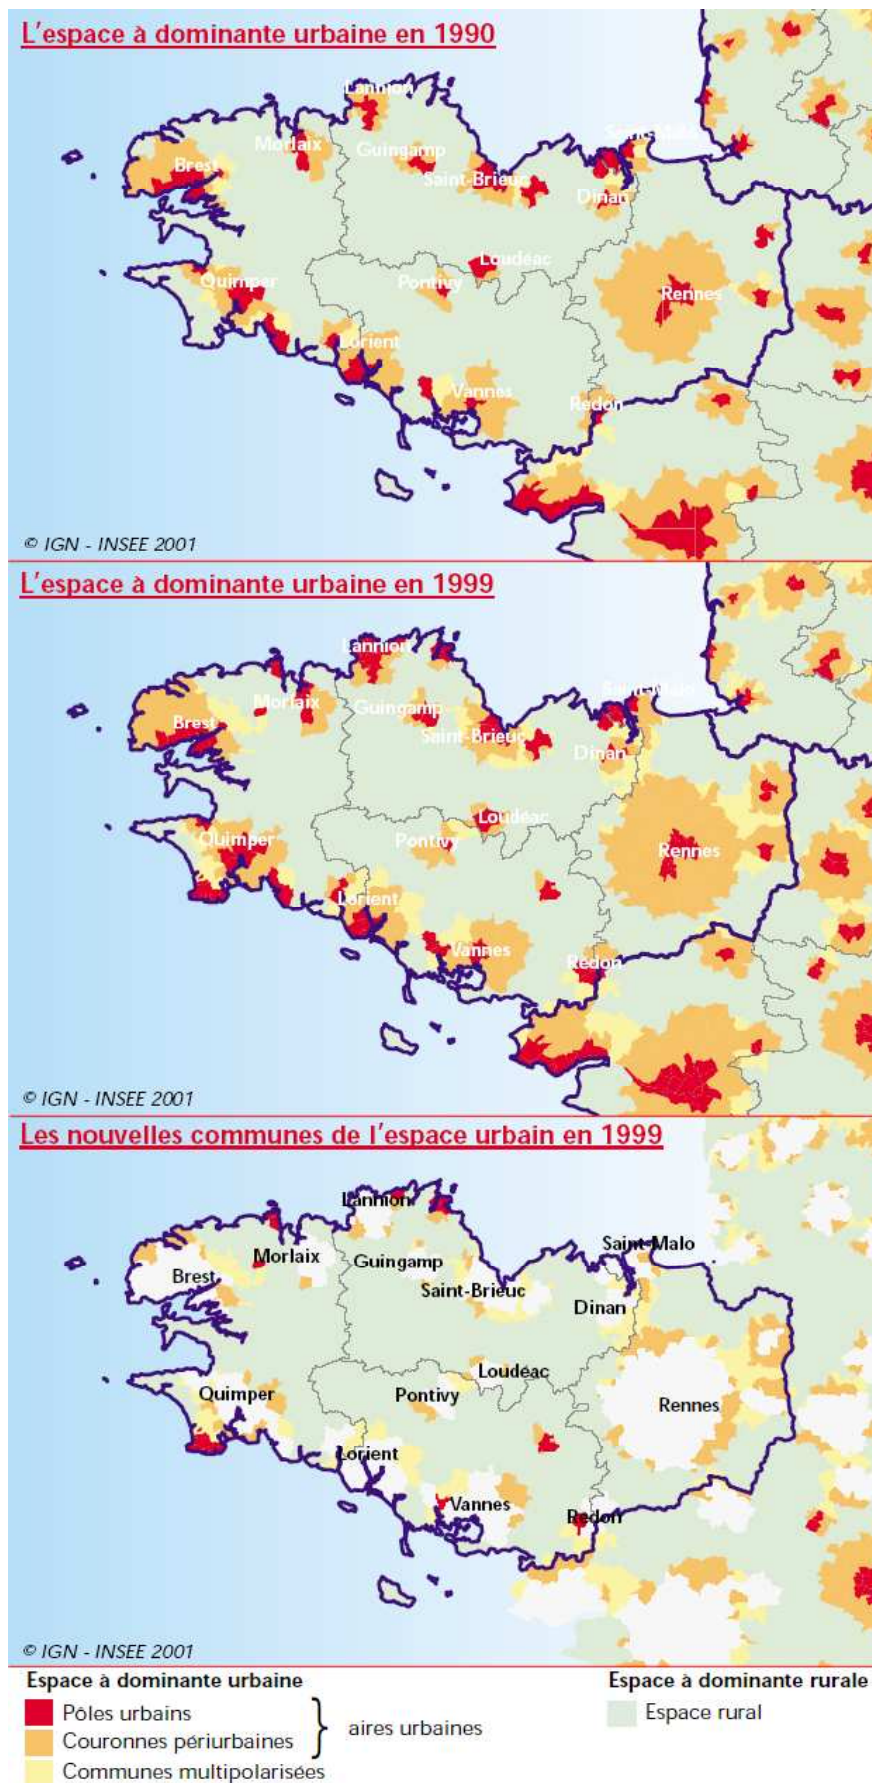 L'espace à dominante urbaine en 1990
Lannion
Saint-Malo
Morlaix
Guingamp
Brest
Saint-Brieuc
Dinan
Loudéac
Quimper
Pontivy
Rennes
Lorient
Vannes
Redon
© IGN - INSEE 2001
L'espace à dominante urbaine en 1999
Lannion
Saint-Malo
Morlaix
Guingamp
Brest
Saint-Brieuc
Dinan
Loudéac
Quimper
Pontivy
Rennes
Lorient
Vannes
Redon
© IGN - INSEE 2001
Les nouvelles communes de l'espace urbain en 1999
Lannion
Saint-Malo
Morlaix
Guingamp
Brest
Saint-Brieuc
Dinan
Loudéac
Quimper
Pontivy
Rennes
Lorient
Vannes
Redon
© IGN - INSEE 2001
Espace à dominante urbaine
Pôles urbains
Couronnes périurbaines
aires urbaines
Communes multipolarisées
Espace à dominante rurale
Espace rural